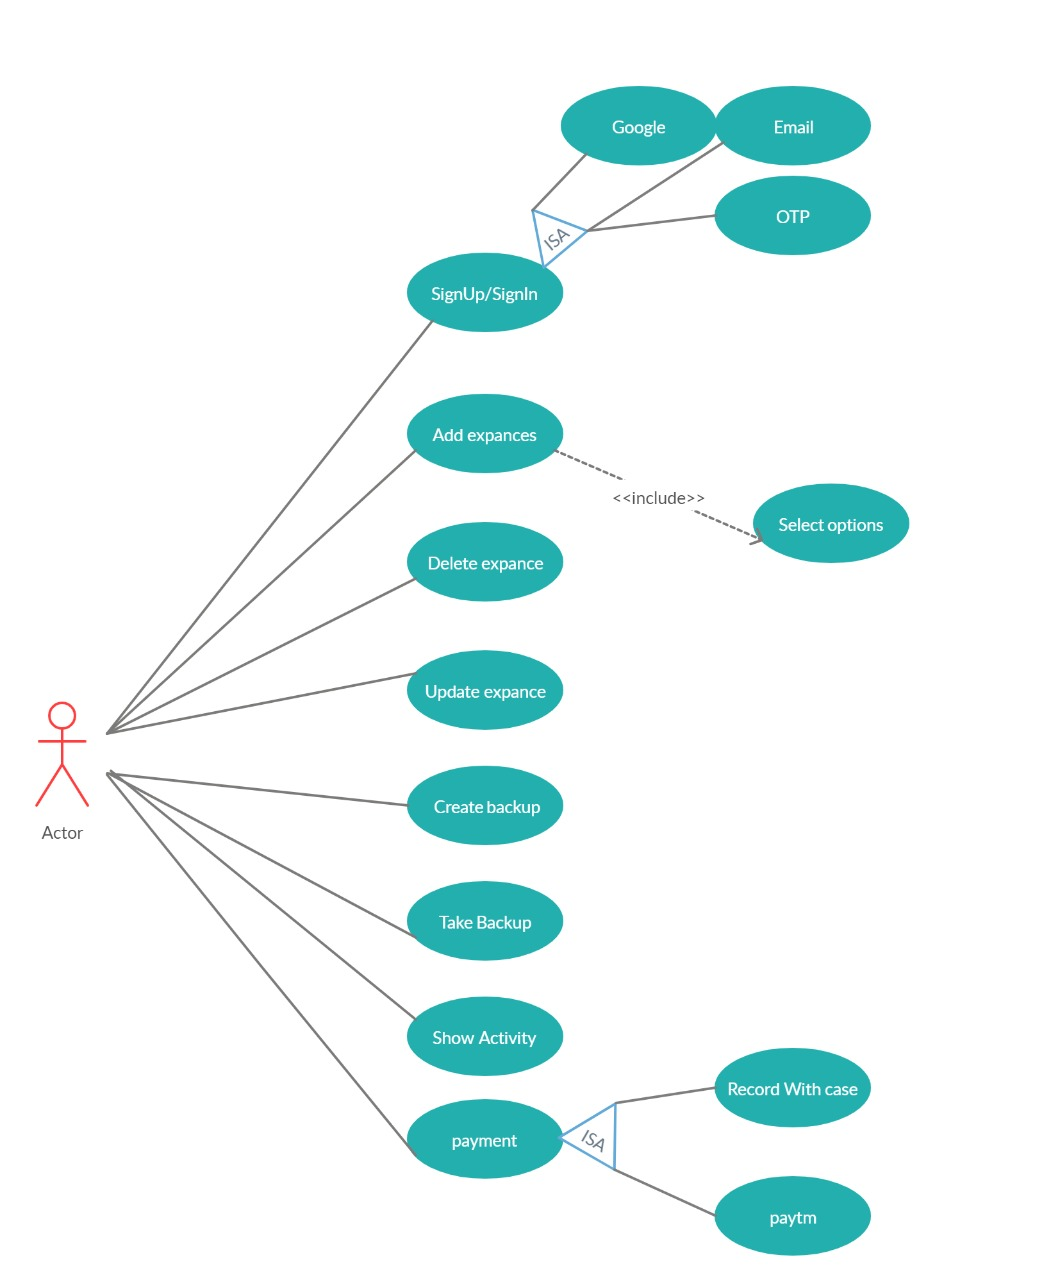 Google
Email
OTP
ISA
SignUp/SignIn
Add expances
<<include>>
Select options
Delete expance
Update expance
Actor
Create backup
Take Backup
Show Activity
Record With case
payment
ISA
paytm